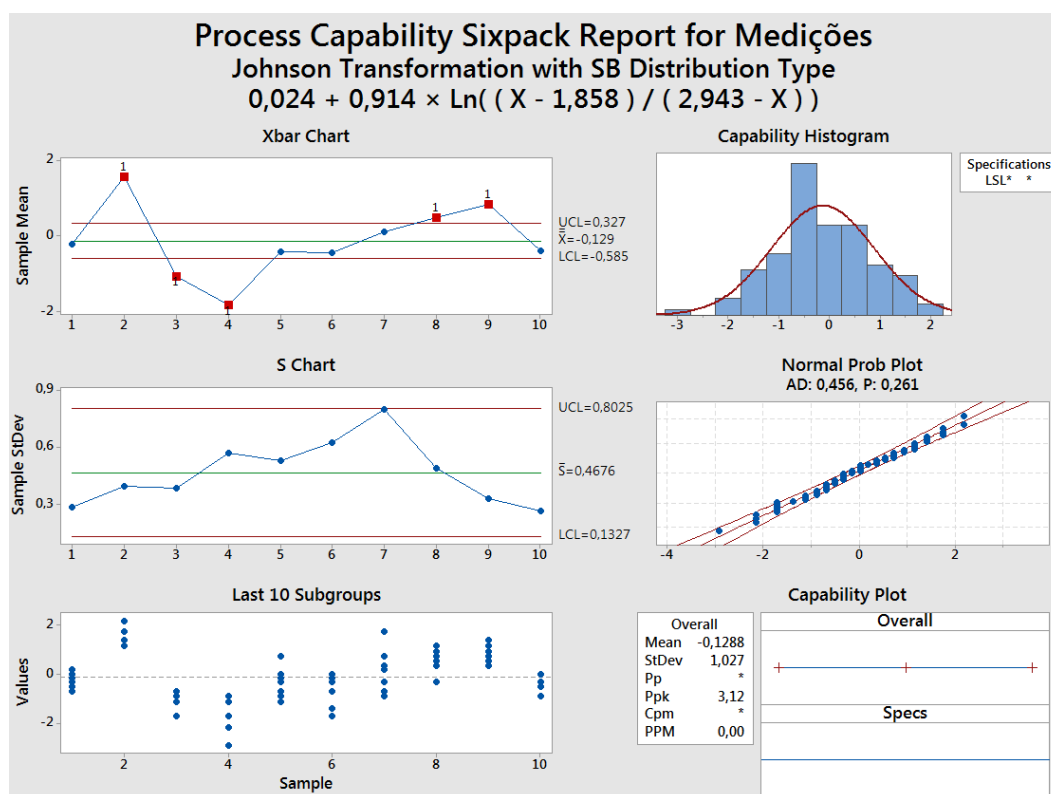 Process Capability Sixpack Report for Medições
Johnson Transformation with SB Distribution Type
0,024 + 0,914 × Ln( ( X - 1,858 ) / ( 2,943 - X ) )
Xbar Chart
Sample Mean
2
0
-2
1
1
1
1
1
UCL=0,327
X=-0,129
LCL=-0,585
1 2 3 4 5 6 7 8 9 10
Capability Histogram
Specifications
LSL* *
-3 -2 -1 0 1 2
S Chart
Sample StDev
0,9
0,6
0,3
UCL=0,8025
S=0,4676
LCL=0,1327
1 2 3 4 5 6 7 8 9 10
Normal Prob Plot
AD: 0,456, P: 0,261
-4 -2 0 2
Last 10 Subgroups
Values
2
0
-2
2 4 6 8 10
Sample
Capability Plot
Overall
Mean -0,1288
StDev 1,027
Pp *
Ppk 3,12
Cpm *
PPM 0,00
Overall
Specs